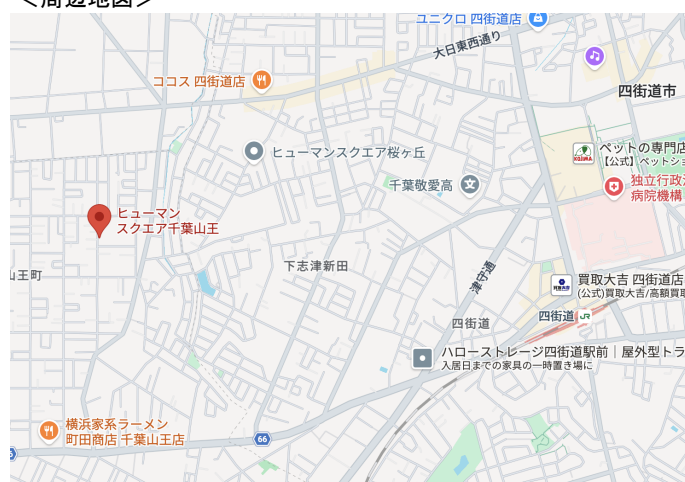 ＜周辺地図＞
ユニクロ 四街道店
大日東西通り
ココス 四街道店
四街道市
ヒューマンスクエア桜ヶ丘
ペットの専門店
【公式】ペットショ
KOJIMA
千葉敬愛高
独立行政法
病院機構
ヒューマン
スクエア千葉山王
下志津新田
山王町
津守通
買取大吉 四街道店
(公式)買取大吉/高額買取
四街道
JR
四街道
ハローストレージ四街道駅前｜屋外型トラ
入居日までの家具の一時置き場に
横浜家系ラーメン
町田商店 千葉山王店
66